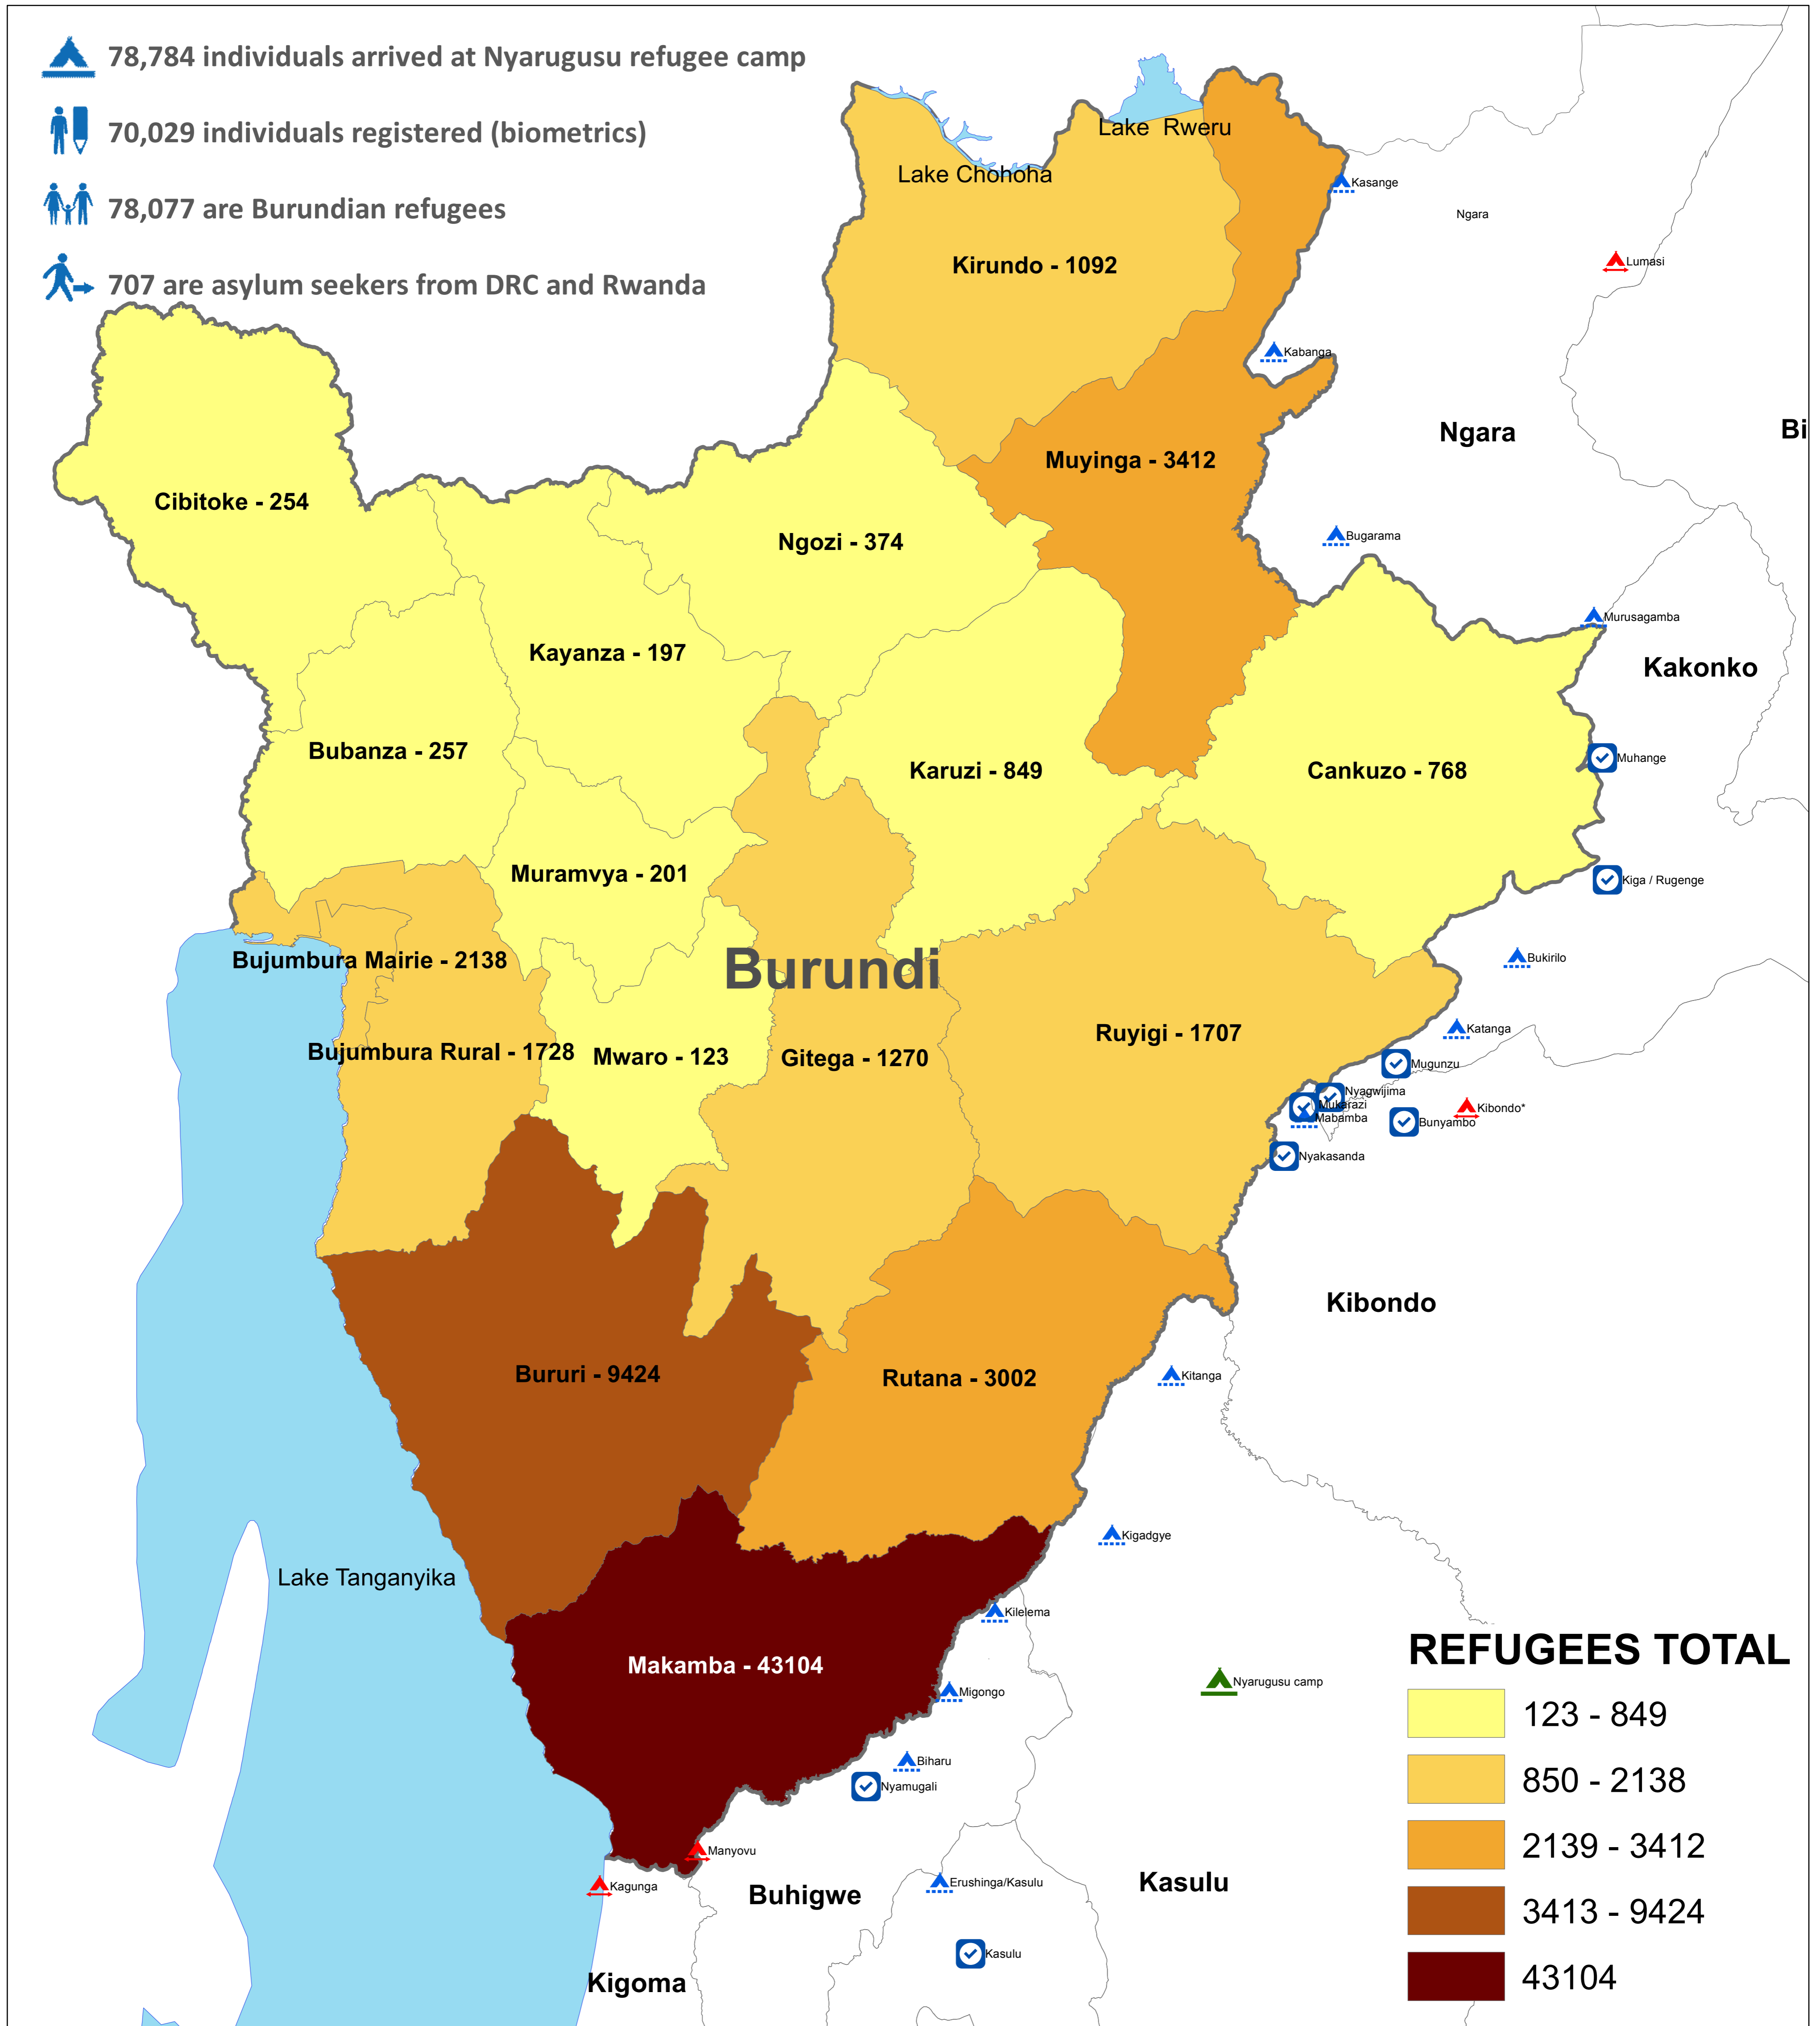 78,784 individuals arrived at Nyarugusu refugee camp
70,029 individuals registered (biometrics)
78,077 are Burundian refugees
707 are asylum seekers from DRC and Rwanda
Lake Rweru
Lake Chohoha
Kasange
Ngara
Lumasi
Kirundo - 1092
Kabanga
Ngara
Bi
Muyinga - 3412
Cibitoke - 254
Ngozi - 374
Bugarama
Murusagamba
Kayanza - 197
Kakonko
Bubanza - 257
Karuzi - 849
Cankuzo - 768
Muhange
Muramvya - 201
Kiga / Rugenge
Bujumbura Mairie - 2138
Burundi
Bukirilo
Katanga
Ruyigi - 1707
Bujumbura Rural - 1728
Mwaro - 123
Gitega - 1270
Mugunzu
Nyagwijima
Mukarazi
Mabamba
Kibondo*
Bunyambo
Nyakasanda
Kibondo
Bururi - 9424
Rutana - 3002
Kitanga
Kigadgye
Lake Tanganyika
Kilelema
Makamba - 43104
Migongo
Nyarugusu camp
Biharu
Nyamugali
Manyovu
Kagunga
Buhigwe
Erushinga/Kasulu
Kasulu
Kasulu
Kigoma
REFUGEES TOTAL
123 - 849
850 - 2138
2139 - 3412
3413 - 9424
43104